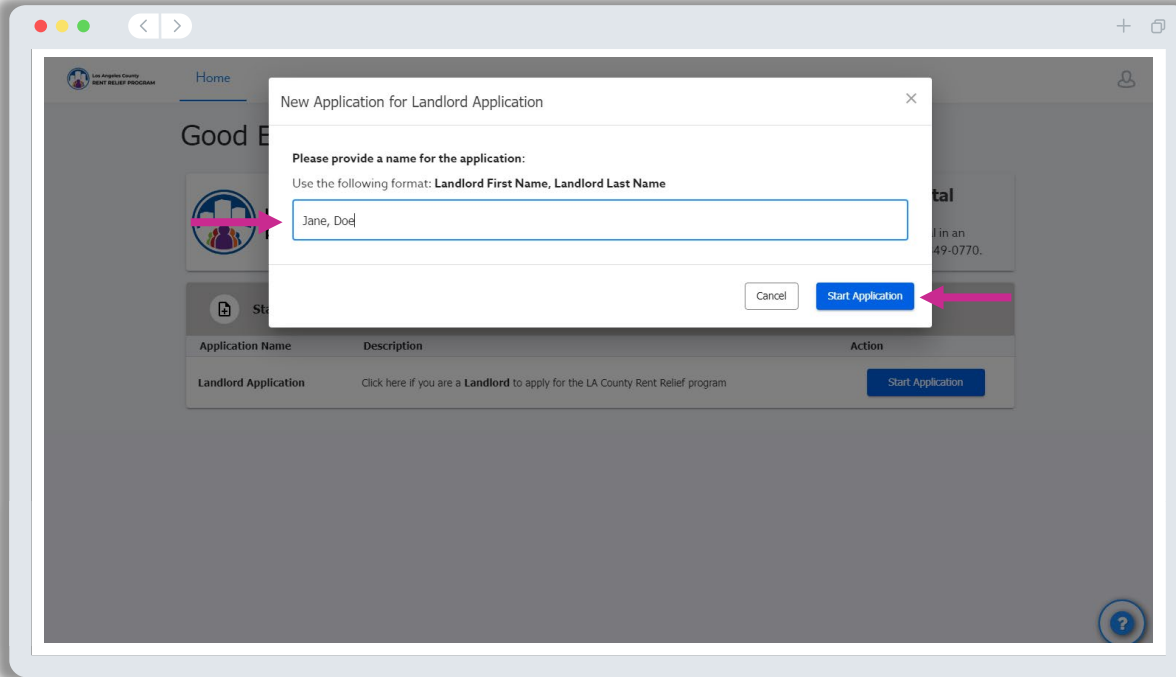 Los Angeles County
RENT RELIEF PROGRAM
Home
New Application for Landlord Application
Good E
Please provide a name for the application:
Use the following format: Landlord First Name, Landlord Last Name
Jane, Doe
tal
l in an
49-0770.
Cancel
Start Application
Sta
Application Name Description Action
Landlord Application Click here if you are a Landlord to apply for the LA County Rent Relief program Start Application
?